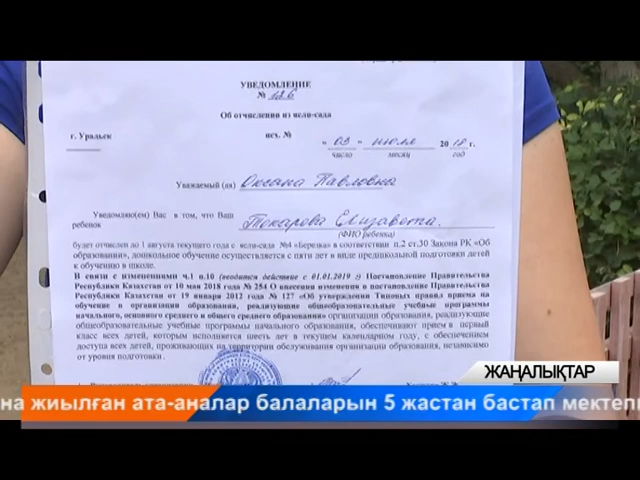 УВЕДОМЛЕНИЕ
№ 126
Об отчислении из ясли-сада
г. Уральск исх. № " 03 " июля 2018 г.
число месяц год
Уважаемый (ая) Оксана Павловна
Уведомляю(ем) Вас в том, что Ваш
ребенок Токарева Елизавета.
(ФИО ребенка)
будет отчислен до 1 августа текущего года с ясли-сада №4 «Березка» в соответствии п.2 ст.30 Закона РК «Об
образовании», дошкольное обучение осуществляется с пяти лет в виде предшкольной подготовки детей
к обучению в школе.
В связи с изменениями ч.1 п.10 (вводится действие с 01.01.2019 г) Постановление Правительства
Республики Казахстан от 10 мая 2018 года № 254 О внесении изменения в постановление Правительства
Республики Казахстан от 19 января 2012 года № 127 «Об утверждении Типовых правил приема на
обучение в организации образования, реализующие общеобразовательные учебные программы
начального, основного среднего и общего среднего образования» организации образования, реализующие
общеобразовательные учебные программы начального образования, обеспечивают прием в первый
класс всех детей, которым исполняется шесть лет в текущем календарном году, с обеспечением
доступа всех детей, проживающих на территории обслуживания организации образования, независимо
от уровня подготовки.
ЖАҢАЛЫҚТАР
на жиылған ата-аналар балаларын 5 жастан бастап мектепк